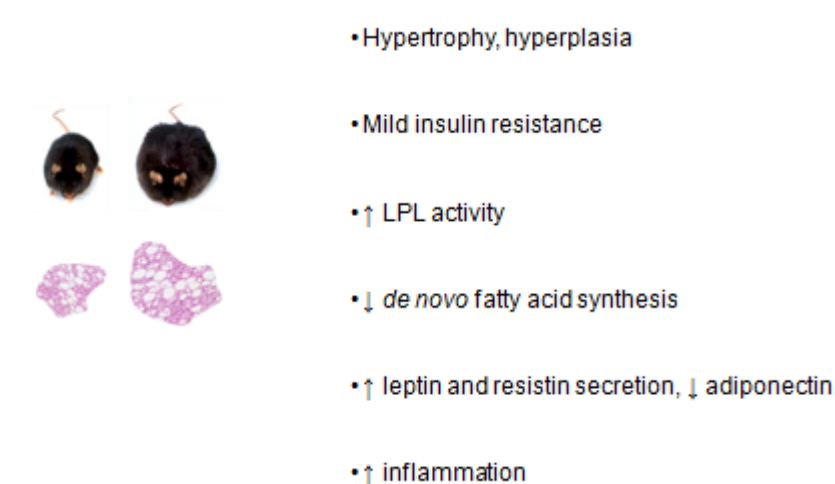 •Hypertrophy, hyperplasia
•Mild insulin resistance
•↑ LPL activity
•↓ de novo fatty acid synthesis
•↑ leptin and resistin secretion, ↓ adiponectin
•↑ inflammation